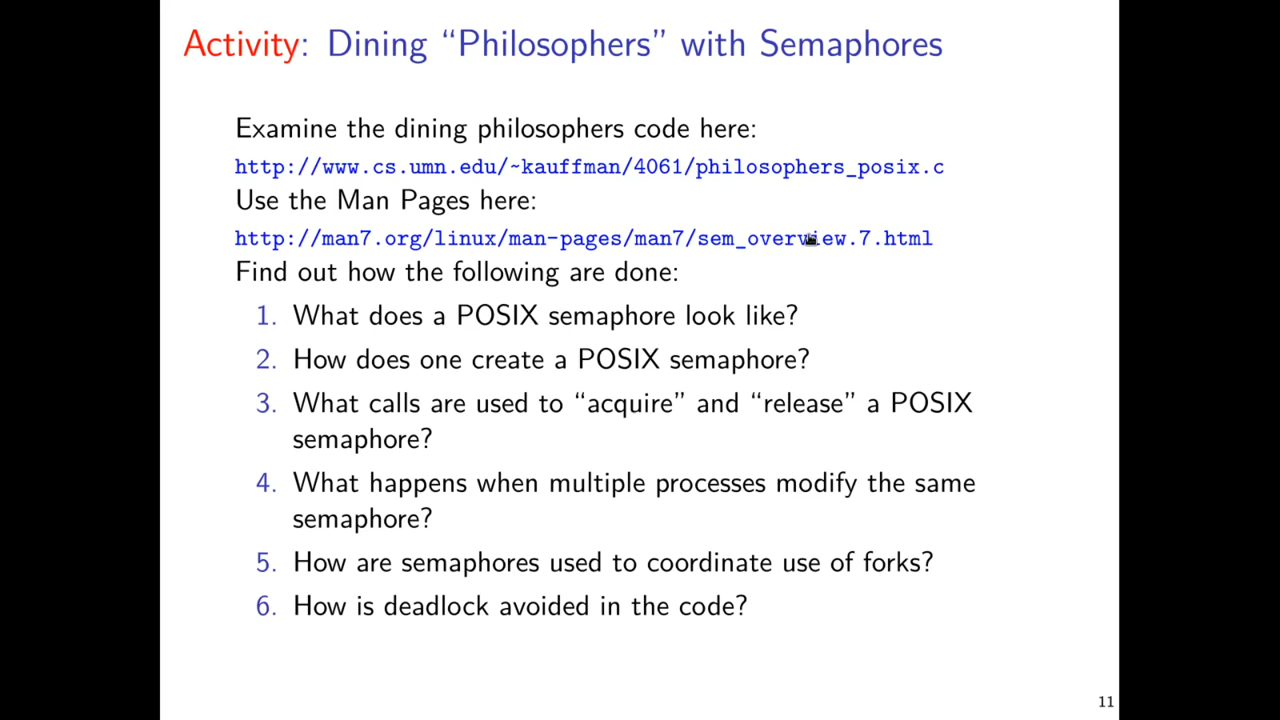 Activity: Dining “Philosophers” with Semaphores
Examine the dining philosophers code here:
http://www.cs.umn.edu/~kauffman/4061/philosophers_posix.c
Use the Man Pages here:
http://man7.org/linux/man-pages/man7/sem_overview.7.html
Find out how the following are done:
1. What does a POSIX semaphore look like?
2. How does one create a POSIX semaphore?
3. What calls are used to “acquire” and “release” a POSIX
semaphore?
4. What happens when multiple processes modify the same
semaphore?
5. How are semaphores used to coordinate use of forks?
6. How is deadlock avoided in the code?
11